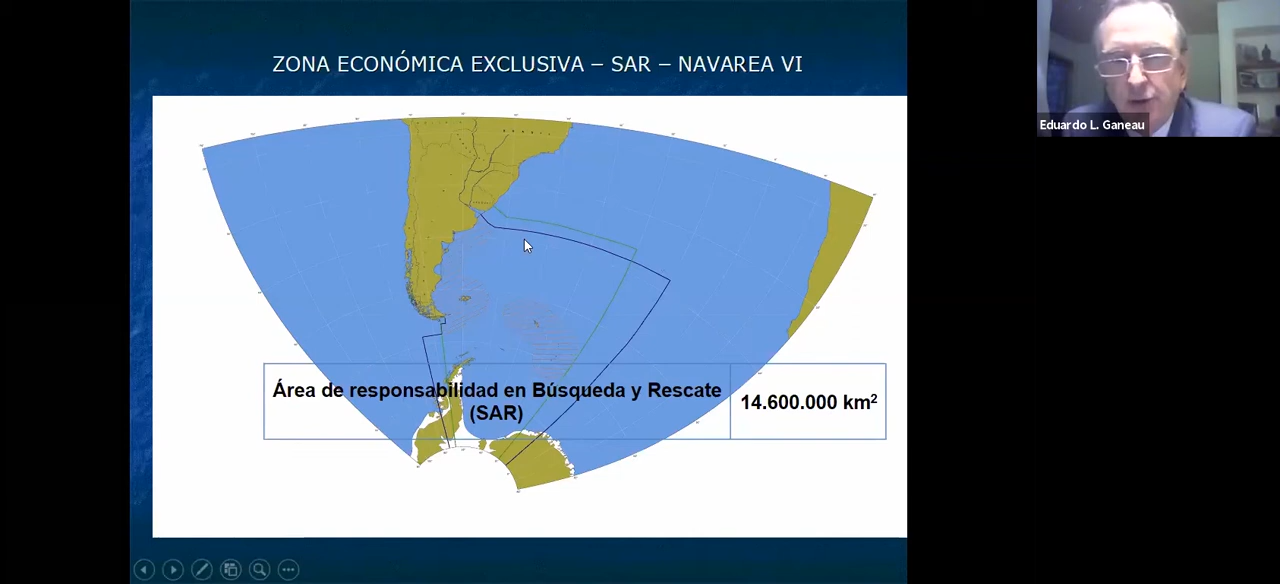 ZONA ECONÓMICA EXCLUSIVA – SAR – NAVAREA VI
Eduardo L. Ganeau
Área de responsabilidad en Búsqueda y Rescate
(SAR)
14.600.000 km²